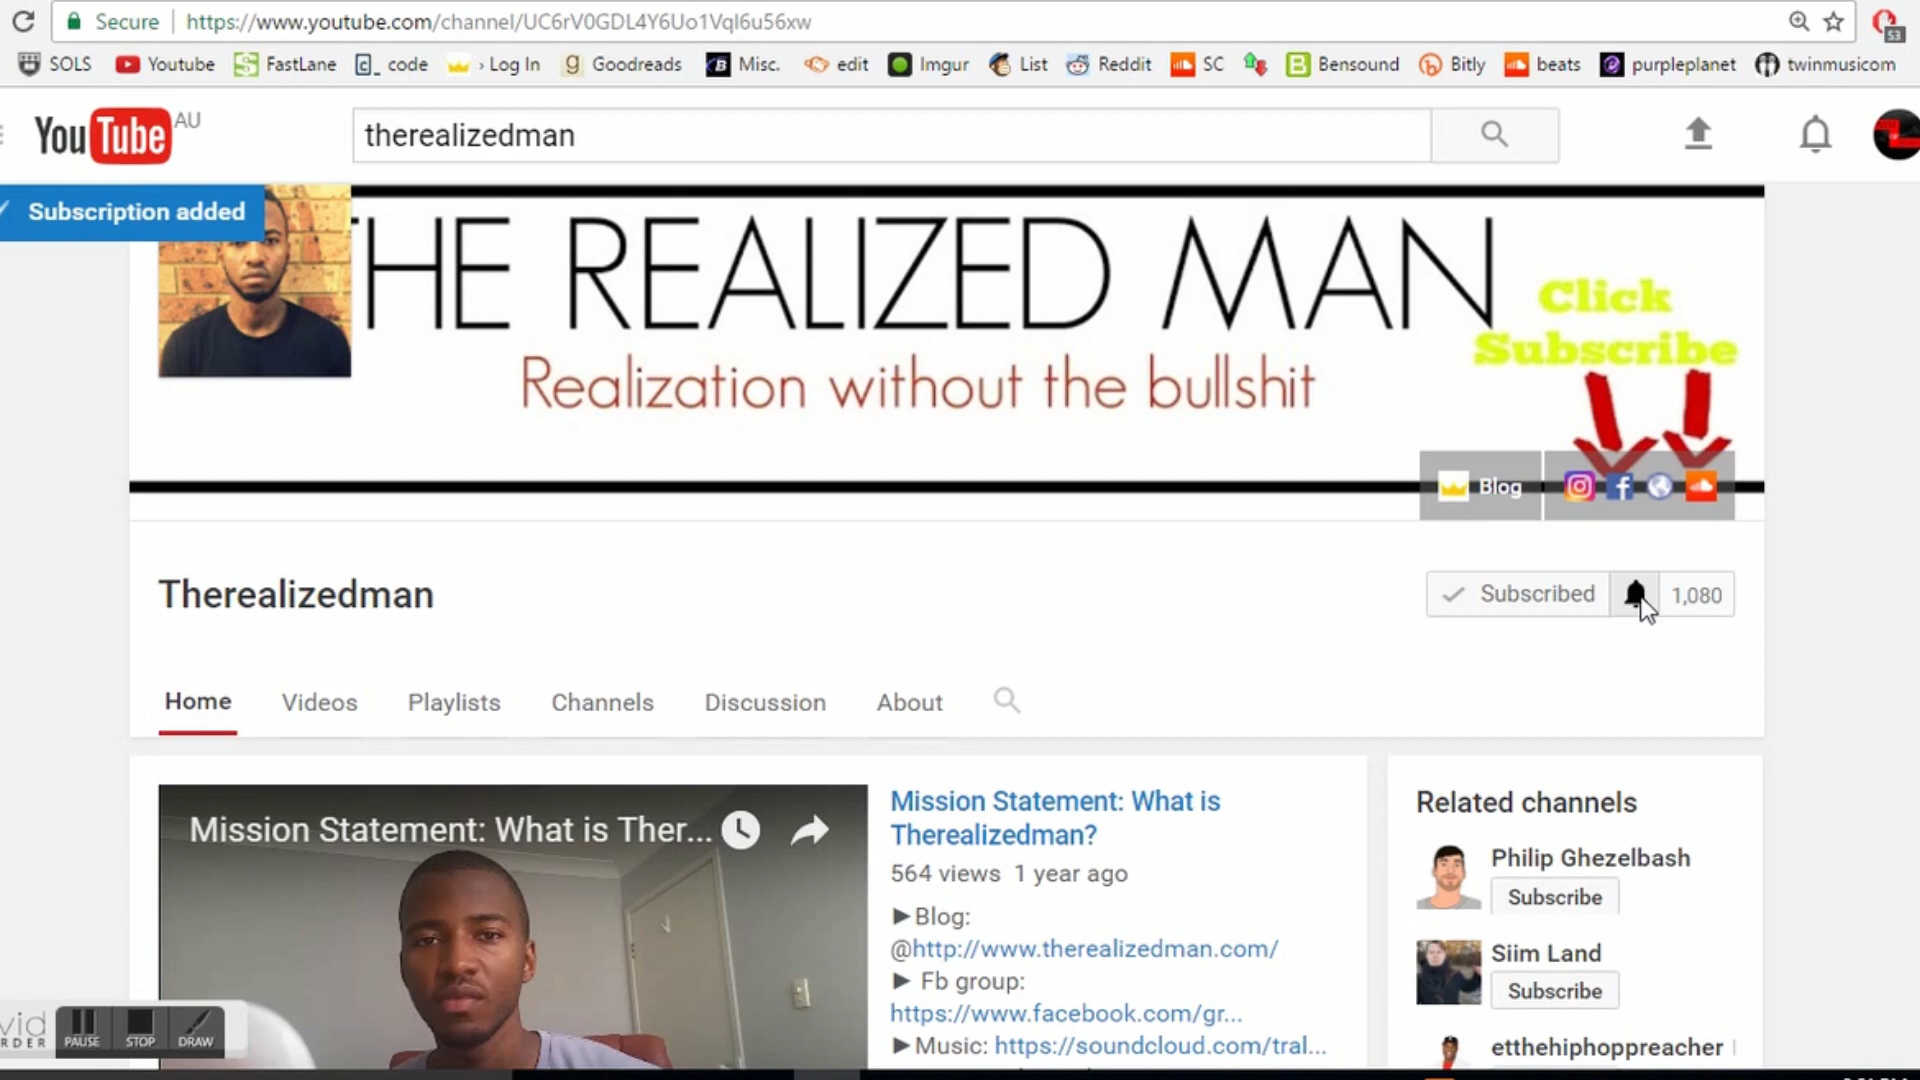 Secure https://www.youtube.com/channel/UC6rV0GDL4Y6Uo1VqI6u56xw
53
SOLS Youtube FastLane code › Log In Goodreads Misc. edit Imgur List Reddit SC Bensound Bitly beats purpleplanet twinmusicom
YouTube AU
therealizedman
Subscription added
HE REALIZED MAN
Realization without the bullshit
Click
Subscribe
Blog
Therealizedman
Subscribed 1,080
Home Videos Playlists Channels Discussion About
Mission Statement: What is Ther...
Mission Statement: What is
Therealizedman?
564 views 1 year ago
►Blog:
@http://www.therealizedman.com/
► Fb group:
https://www.facebook.com/gr...
►Music: https://soundcloud.com/tral...
Related channels
Philip Ghezelbash
Subscribe
Siim Land
Subscribe
etthehiphoppreacher
vid
RDER
PAUSE STOP DRAW